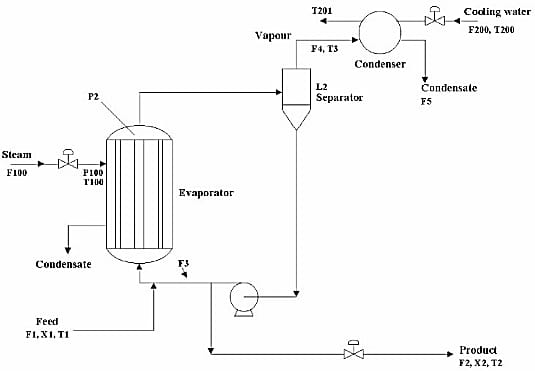 T201
Cooling water
F200, T200
Vapour
F4, T3
Condenser
Condensate
F5
L2
Separator
P2
Steam
F100
P100
T100
Evaporator
Condensate
F3
Feed
F1, X1, T1
Product
F2, X2, T2